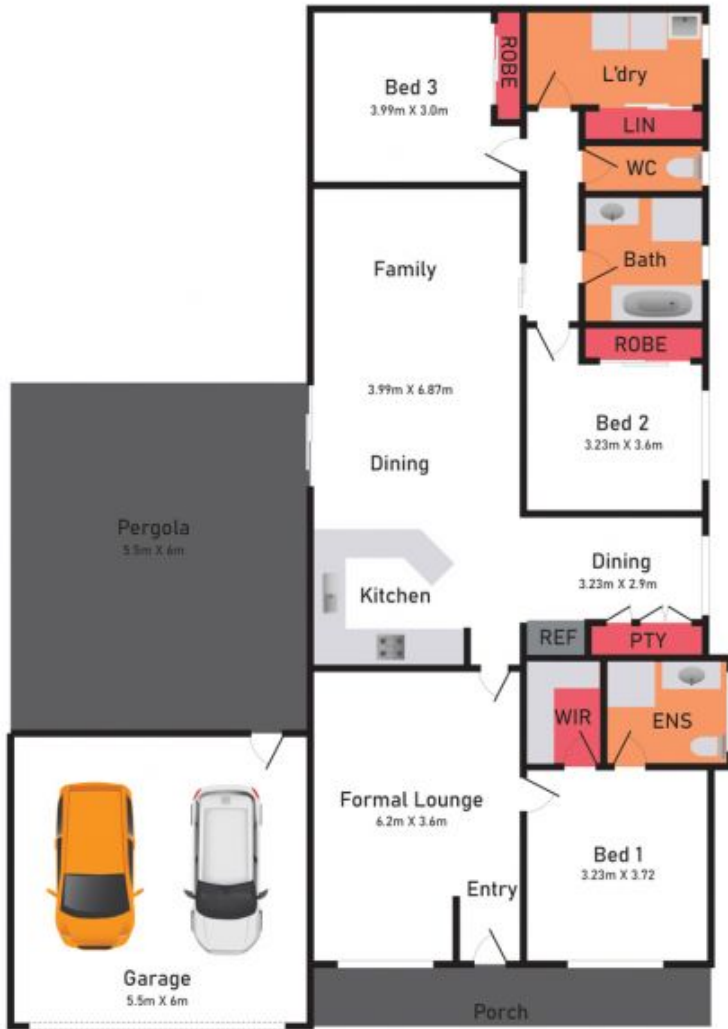 Bed 3
3.99m X 3.0m
ROBE
L'dry
LIN
WC
Family
Bath
ROBE
3.99m X 6.87m
Bed 2
3.23m X 3.6m
Dining
Pergola
5.5m X 6m
Dining
3.23m X 2.9m
Kitchen
REF
PTY
WIR
ENS
Formal Lounge
6.2m X 3.6m
Bed 1
3.23m X 3.72
Entry
Garage
5.5m X 6m
Porch